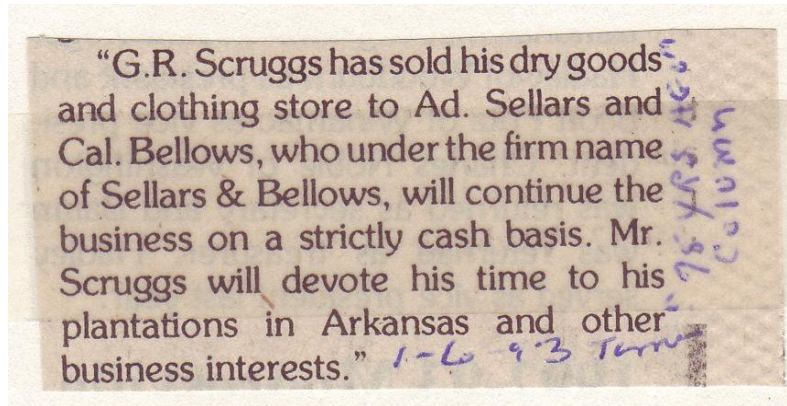 “G.R. Scruggs has sold his dry goods
and clothing store to Ad. Sellars and
Cal. Bellows, who under the firm name
of Sellars & Bellows, will continue the
business on a strictly cash basis. Mr.
Scruggs will devote his time to his
plantations in Arkansas and other
business interests.”
1-6-93
"96 Yrs Ago"
Column